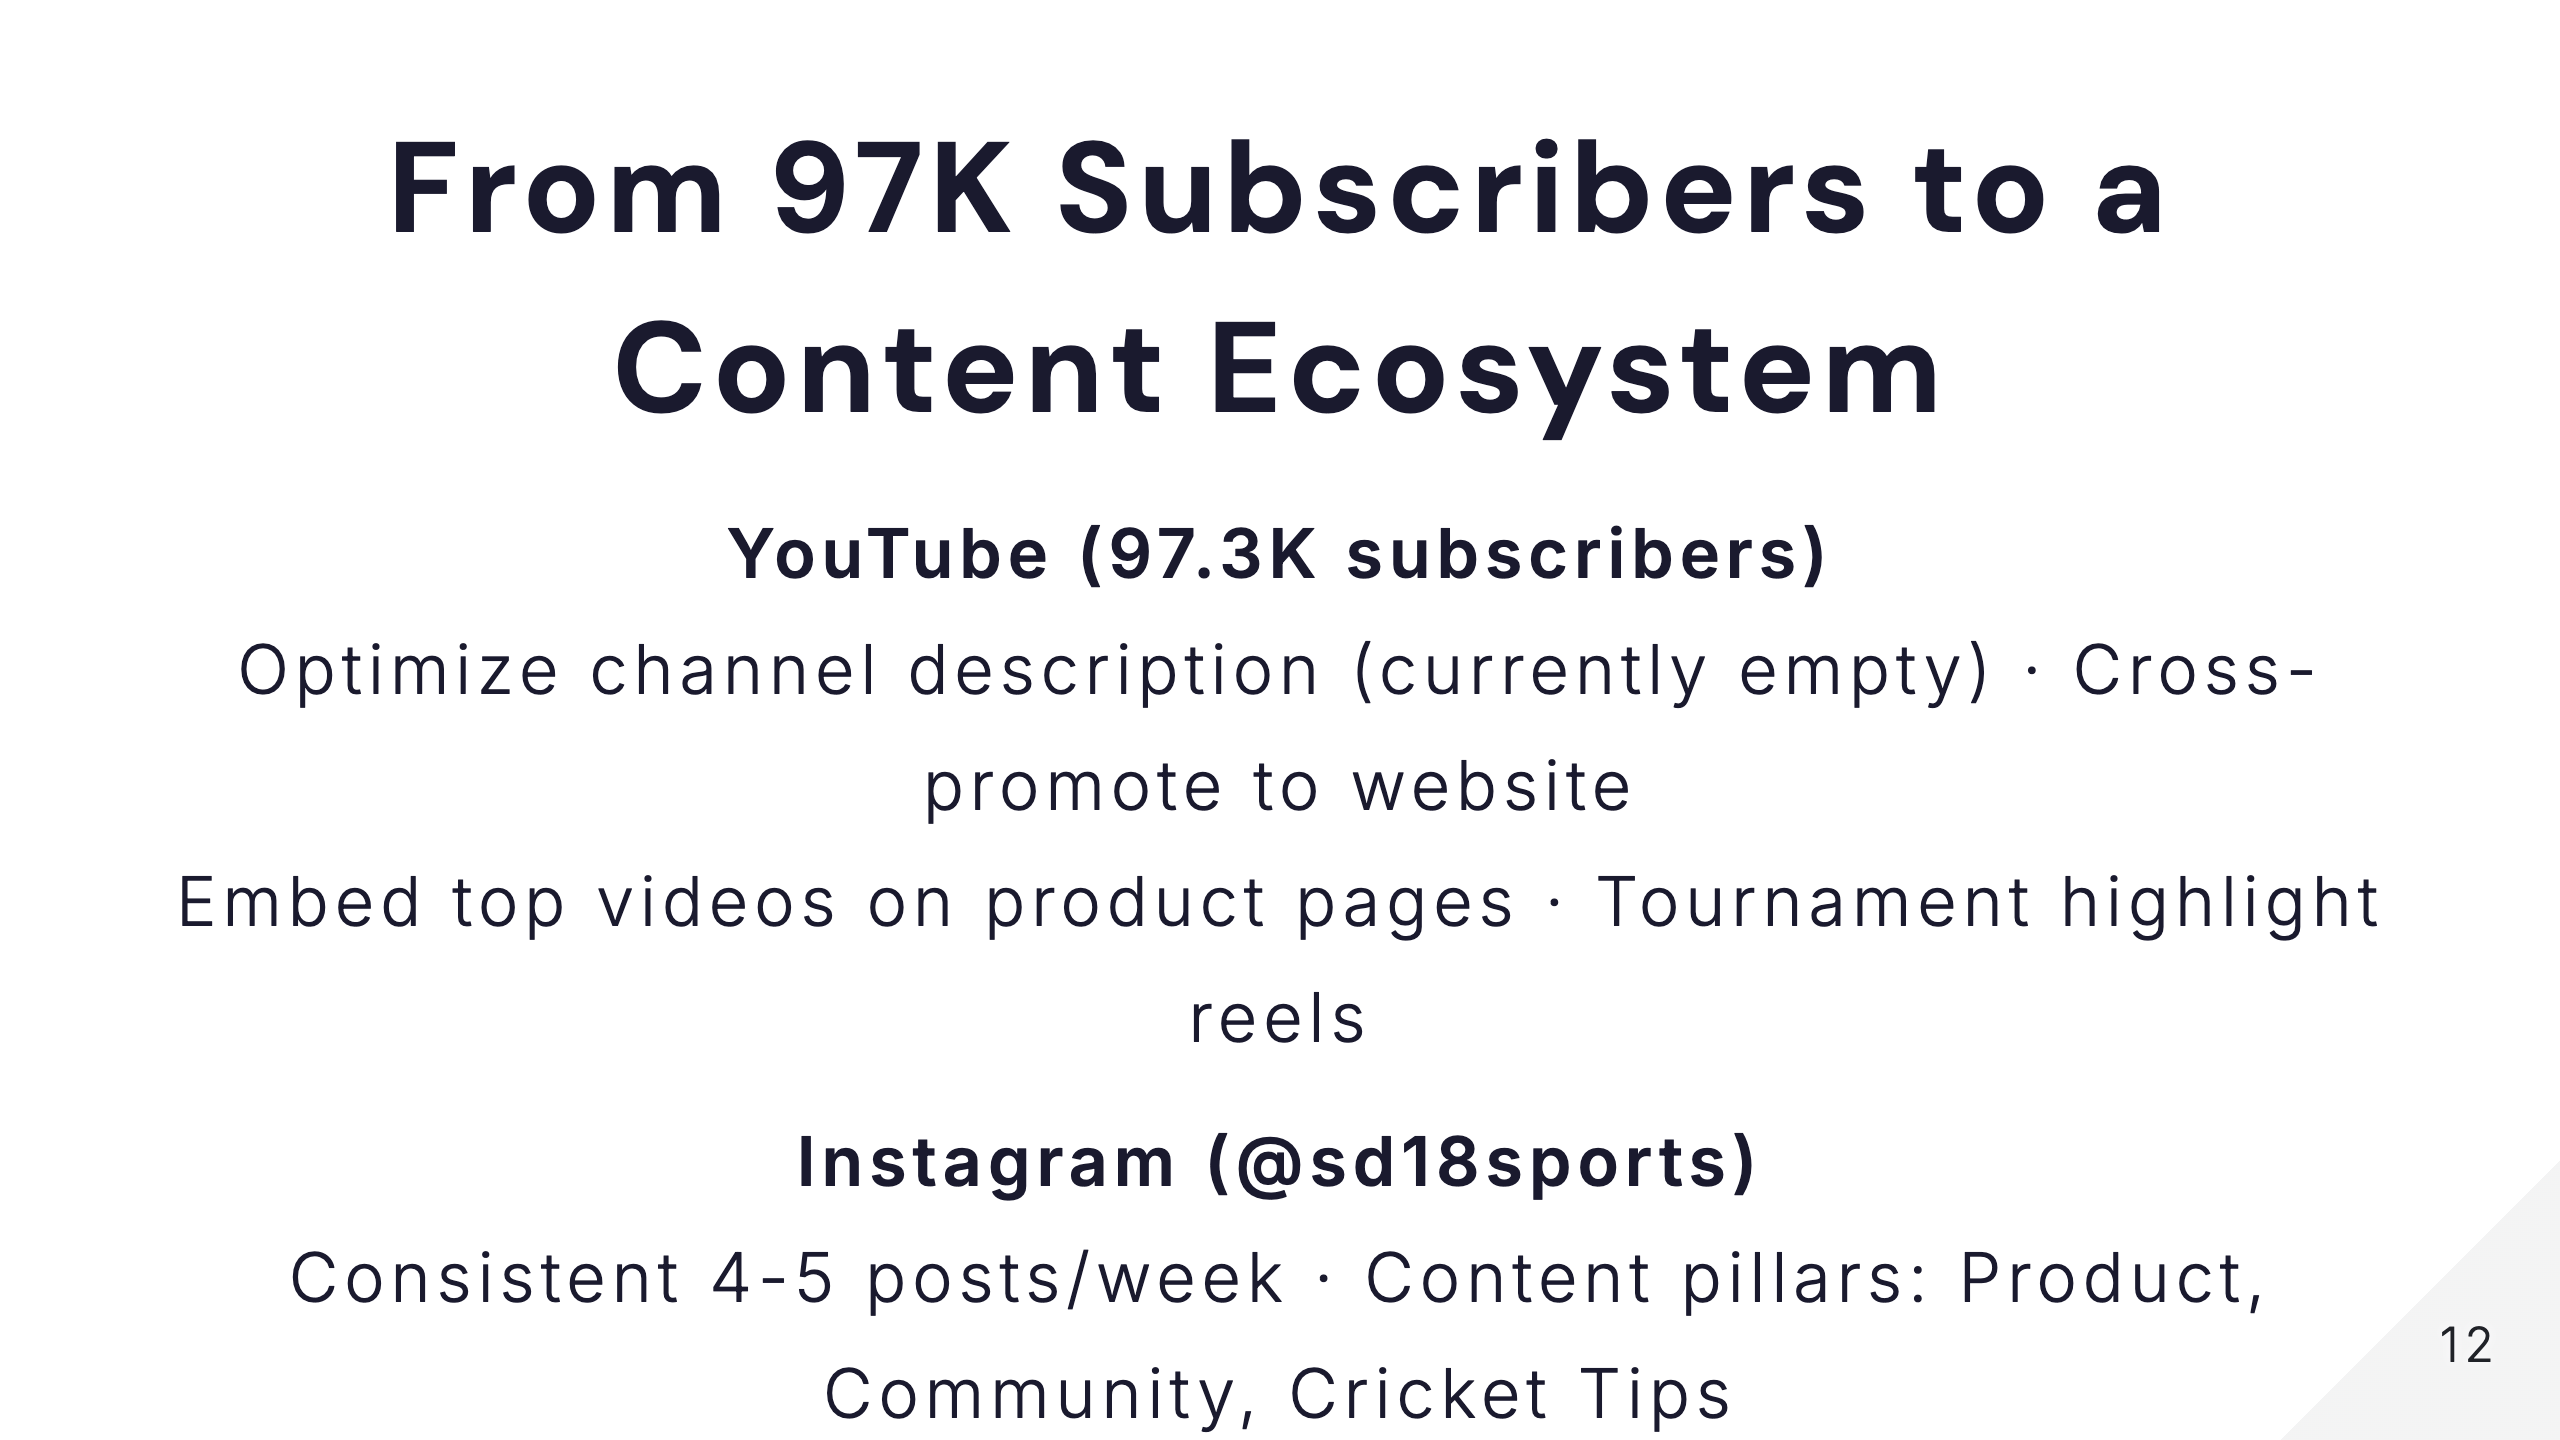 From 97K Subscribers to a
Content Ecosystem
YouTube (97.3K subscribers)
Optimize channel description (currently empty) · Cross-
promote to website
Embed top videos on product pages · Tournament highlight
reels
Instagram (@sd18sports)
Consistent 4-5 posts/week · Content pillars: Product,
Community, Cricket Tips
12